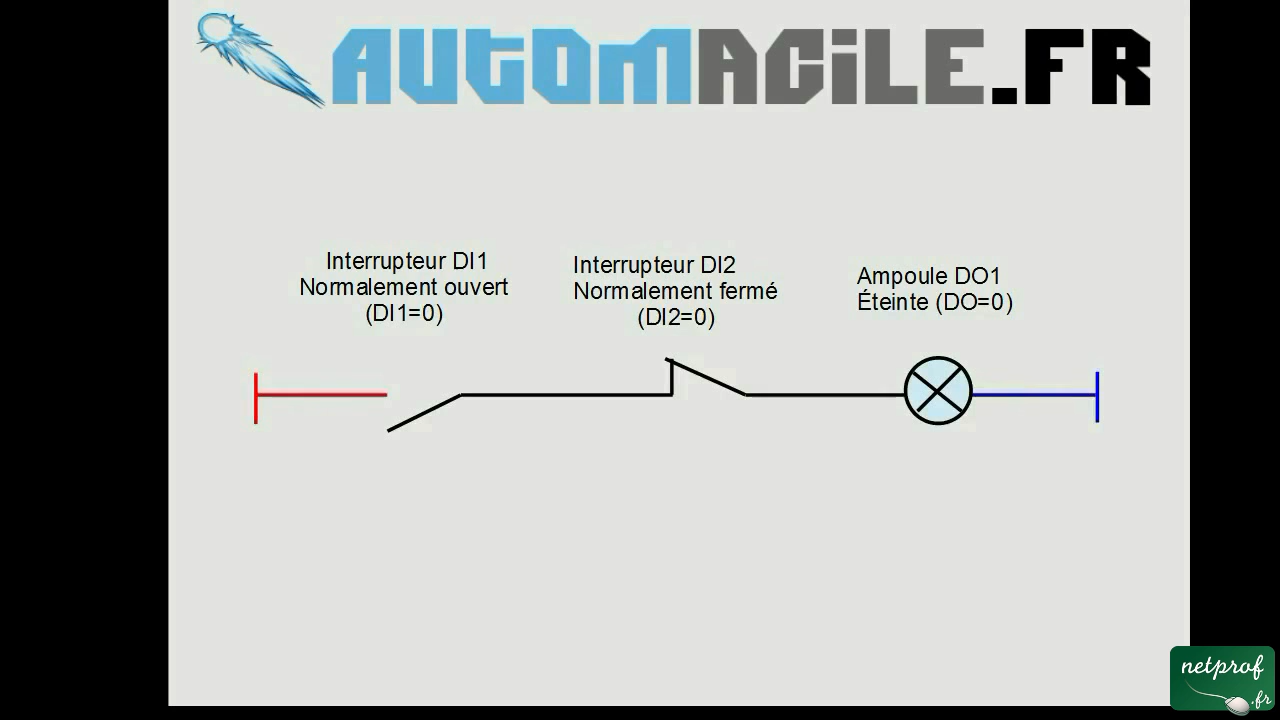 AUTOMAGILE.FR
Interrupteur DI1
Normalement ouvert
(DI1=0)
Interrupteur DI2
Normalement fermé
(DI2=0)
Ampoule DO1
Éteinte (DO=0)
netprof
.fr